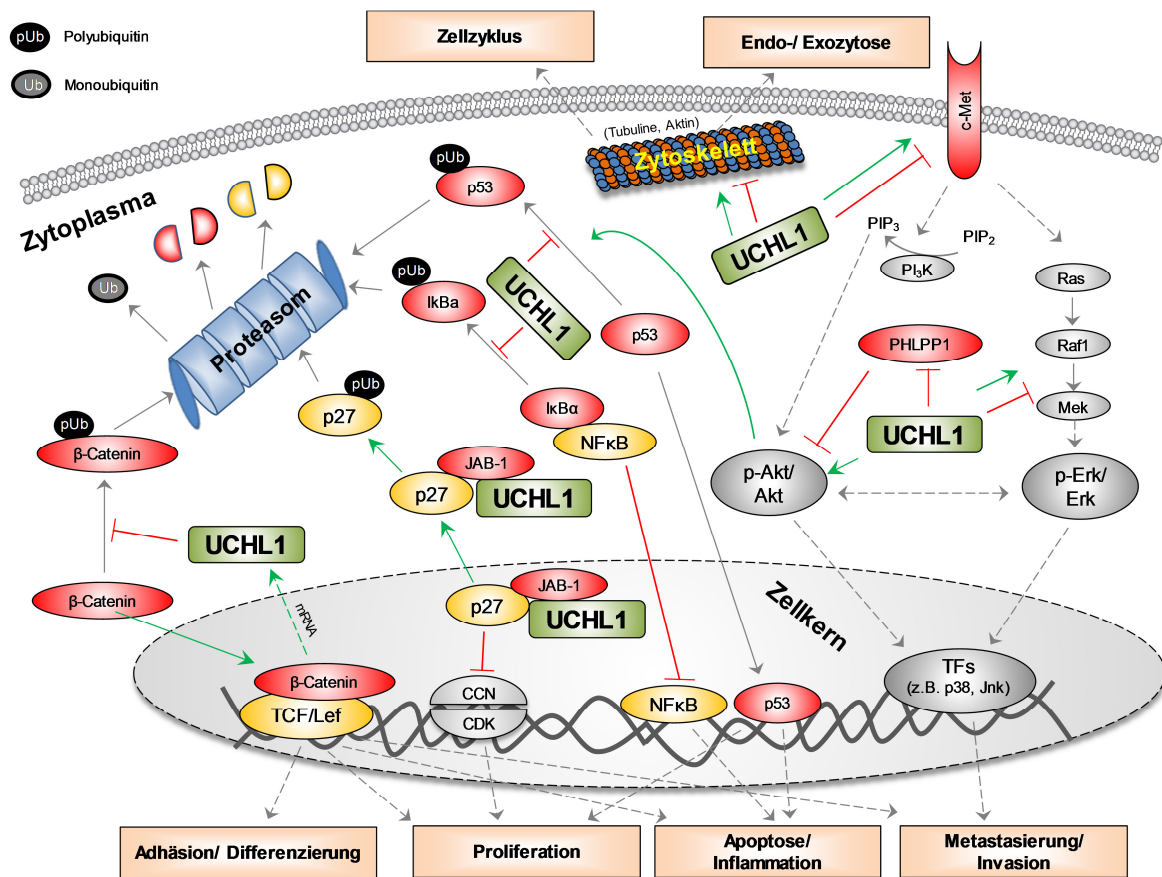 pUb Polyubiquitin
Ub Monoubiquitin
Zellzyklus
Endo-/ Exozytose
c-Met
(Tubuline, Aktin)
Zytoskelett
Zytoplasma
pUb
p53
UCHL1
PIP3
PIP2
PI3K
Ras
Ub
Proteasom
pUb
IkBa
UCHL1
p53
PHLPP1
Raf1
Mek
UCHL1
pUb
p27
IκBα
NFκB
pUb
β-Catenin
JAB-1
p27
UCHL1
p-Akt/
Akt
p-Erk/
Erk
UCHL1
β-Catenin
mRNA
JAB-1
p27
UCHL1
Zellkern
β-Catenin
TCF/Lef
CCN
CDK
NFκB
p53
TFs
(z.B. p38, Jnk)
Adhäsion/ Differenzierung
Proliferation
Apoptose/
Inflammation
Metastasierung/
Invasion